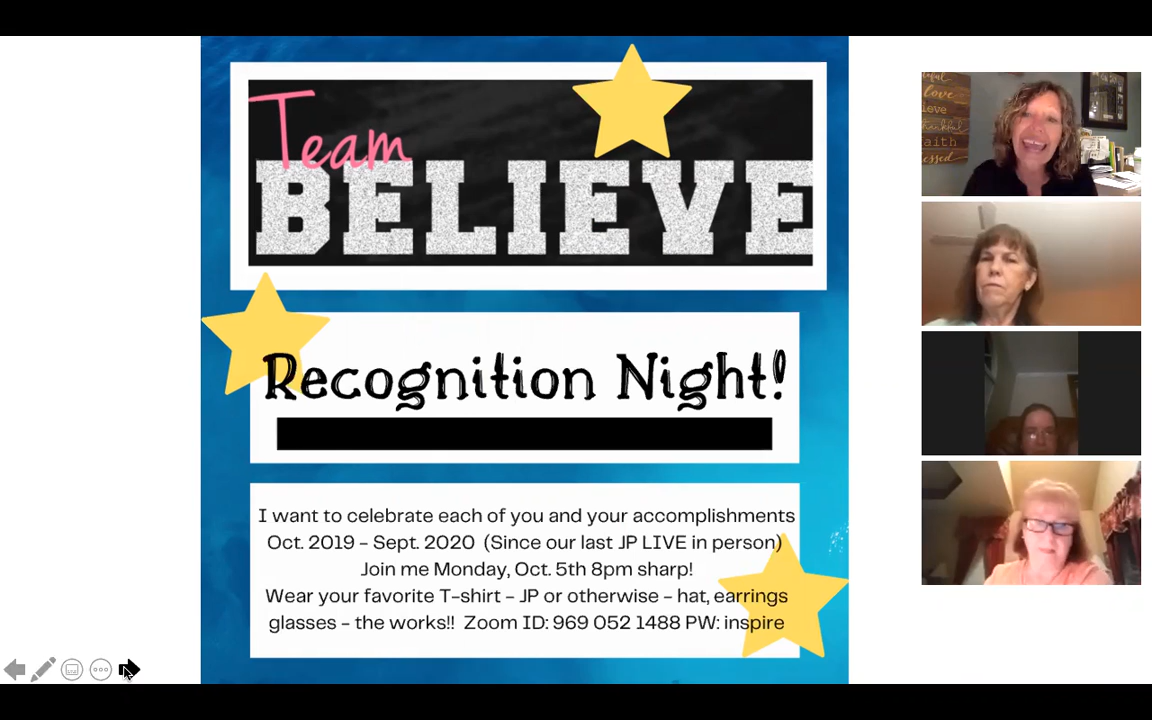 Team
BELIEVE
Recognition Night!
I want to celebrate each of you and your accomplishments
Oct. 2019 - Sept. 2020 (Since our last JP LIVE in person)
Join me Monday, Oct. 5th 8pm sharp!
Wear your favorite T-shirt - JP or otherwise - hat, earrings
glasses - the works!! Zoom ID: 969 052 1488 PW: inspire
love
thankful